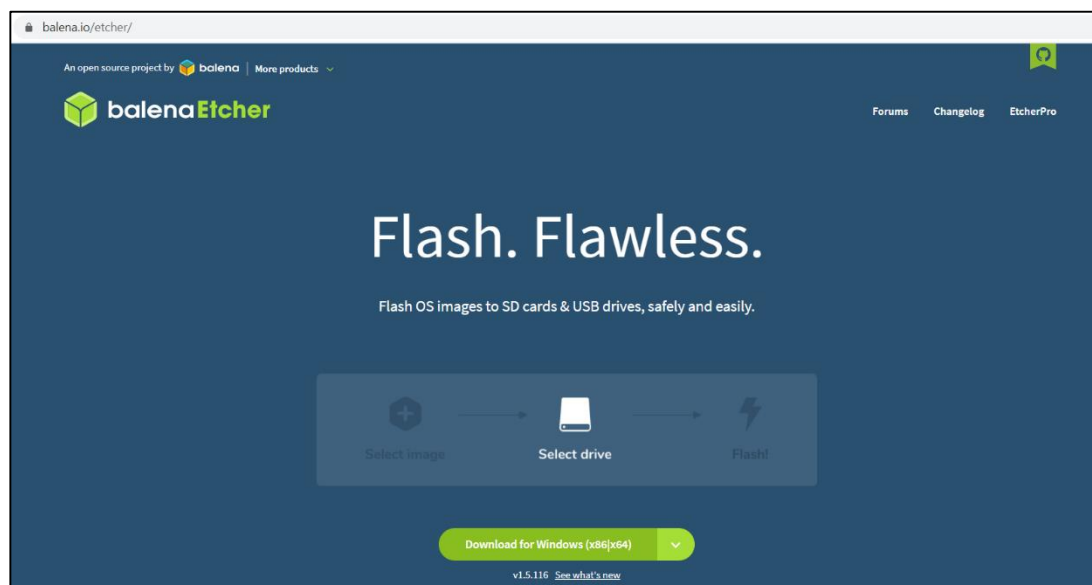 balena.io/etcher/
An open source project by balena | More products
balenaEtcher
Forums Changelog EtcherPro
Flash. Flawless.
Flash OS images to SD cards & USB drives, safely and easily.
Select image Select drive Flash!
Download for Windows (x86|x64)
v1.5.116 See what's new